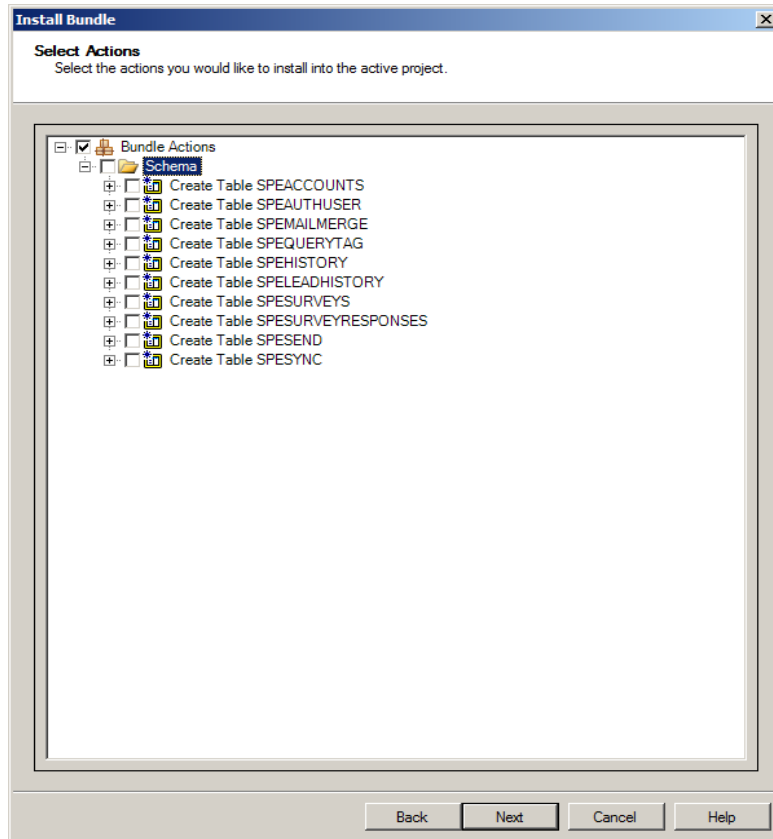 Install Bundle
Select Actions
Select the actions you would like to install into the active project.
Bundle Actions
Schema
Create Table SPEACCOUNTS
Create Table SPEAUTHUSER
Create Table SPEMAILMERGE
Create Table SPEQUERYTAG
Create Table SPEHISTORY
Create Table SPELEADHISTORY
Create Table SPESURVEYS
Create Table SPESURVEYRESPONSES
Create Table SPESEND
Create Table SPESYNC
Back Next Cancel Help